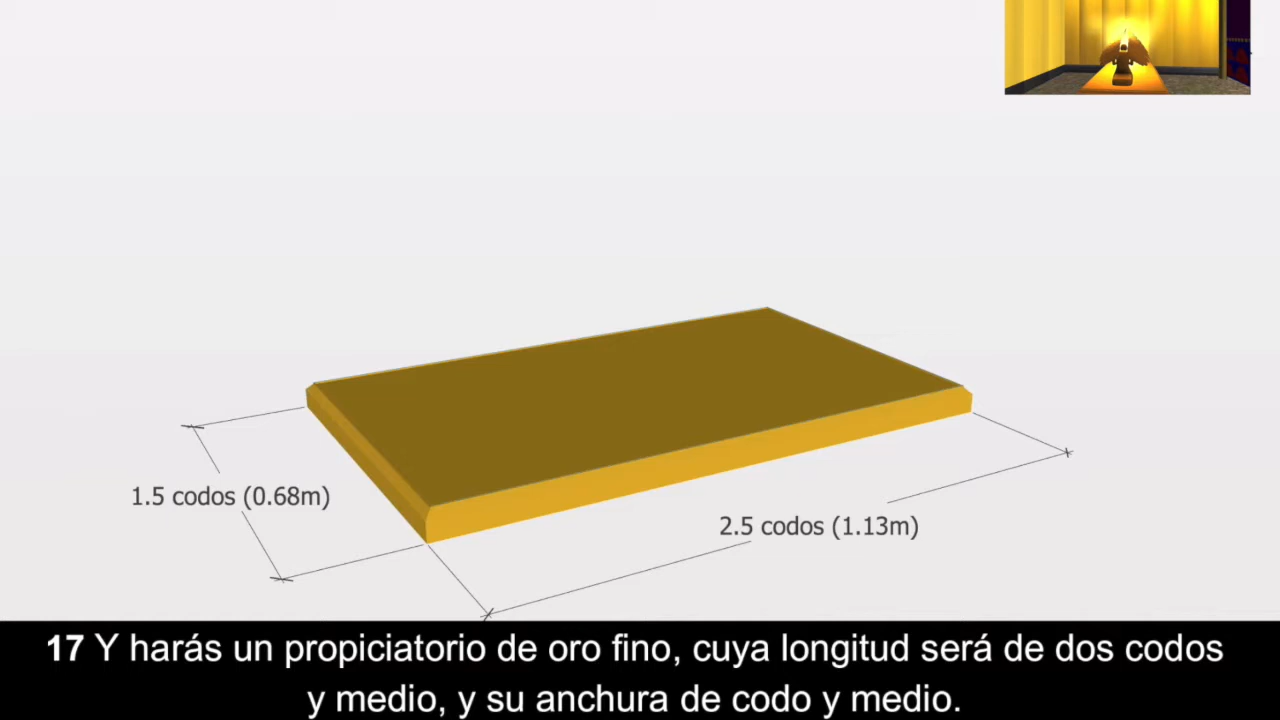 1.5 codos (0.68m)
2.5 codos (1.13m)
17 Y harás un propiciatorio de oro fino, cuya longitud será de dos codos
y medio, y su anchura de codo y medio.